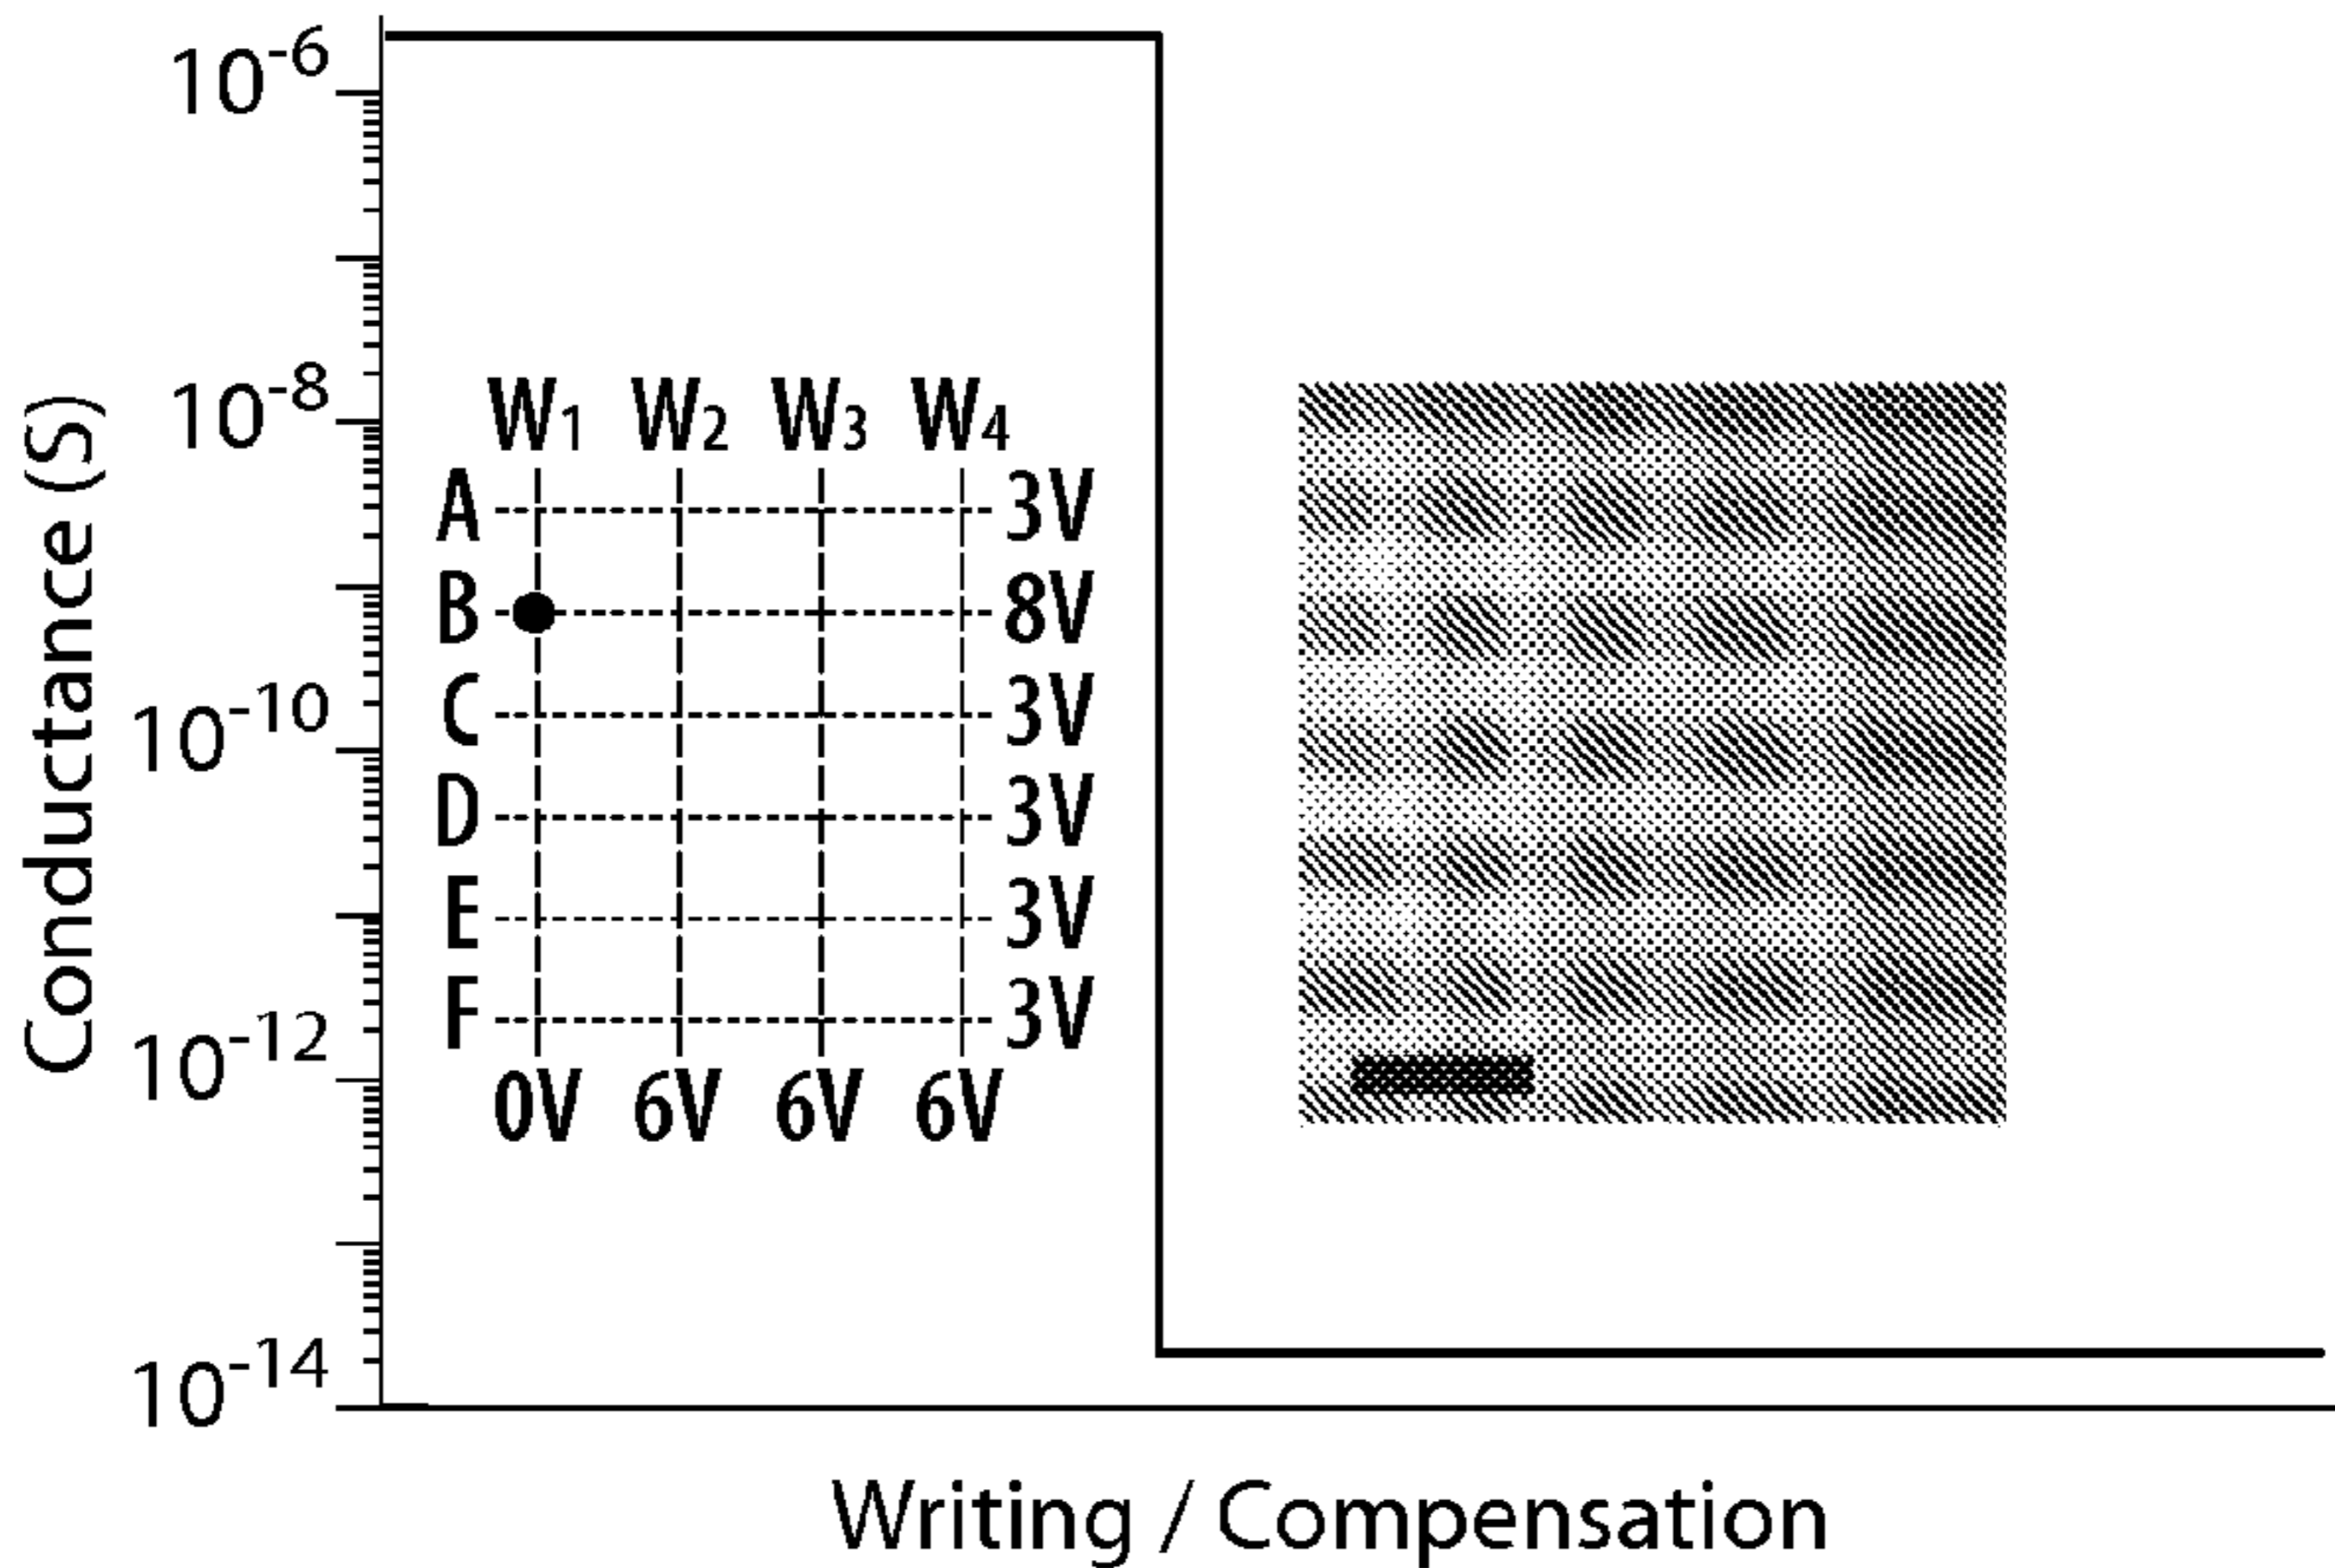 10-6
10-8
10-10
10-12
10-14
Conductance (S)
W1 W2 W3 W4
A 3V
B 8V
C 3V
D 3V
E 3V
F 3V
0V 6V 6V 6V
Writing / Compensation